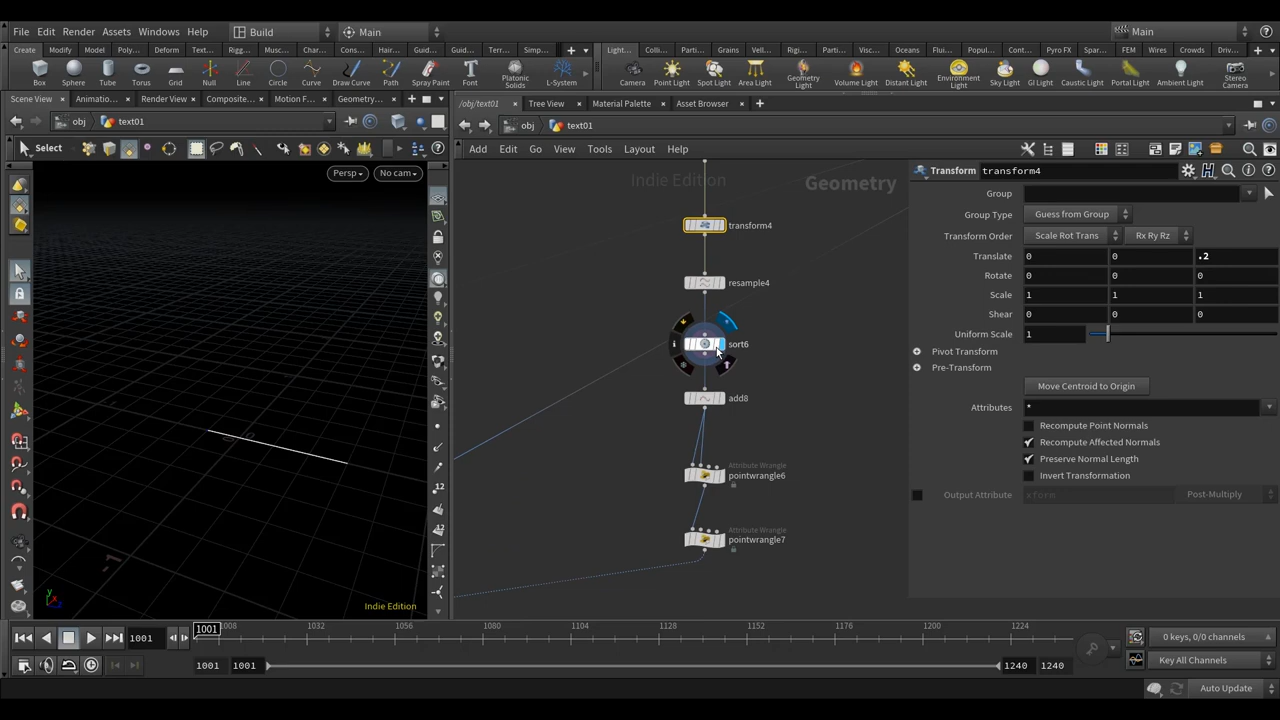 File Edit Render Assets Windows Help Build Main Main
Create Modify Model Poly... Deform Text... Rigg... Musc... Char... Cons... Hair... Guid... Guid... Terr... Simp... Light... Colli... Parti... Grains Vell... Rigi... Parti... Visc... Oceans Flui... Popul... Cont... Pyro FX Spar... FEM Wires Crowds Driv...
Box Sphere Tube Torus Grid Null Line Circle Curve Draw Curve Path Spray Paint Font Platonic Solids L-System Camera Point Light Spot Light Area Light Geometry Light Volume Light Distant Light Environment Light Sky Light GI Light Caustic Light Portal Light Ambient Light Stereo Camera
Scene View Animatio... Render View Composite... Motion F... Geometry... /obj/text01 Tree View Material Palette Asset Browser
obj text01 obj text01
Select Add Edit Go View Tools Layout Help
Persp No cam Indie Edition Geometry
Transform transform4
Group
Group Type Guess from Group
Transform Order Scale Rot Trans Rx Ry Rz
Translate 0 0 .2
Rotate 0 0 0
Scale 1 1 1
Shear 0 0 0
Uniform Scale 1
Pivot Transform
Pre-Transform
Move Centroid to Origin
Attributes *
Recompute Point Normals
Recompute Affected Normals
Preserve Normal Length
Invert Transformation
Output Attribute xform Post-Multiply
transform4
resample4
sort6
add8
Attribute Wrangle
pointwrangle6
Attribute Wrangle
pointwrangle7
Indie Edition
1001 1001 1008 1032 1056 1080 1104 1128 1152 1176 1200 1224 0 keys, 0/0 channels
1001 1001 1240 1240 Key All Channels
Auto Update